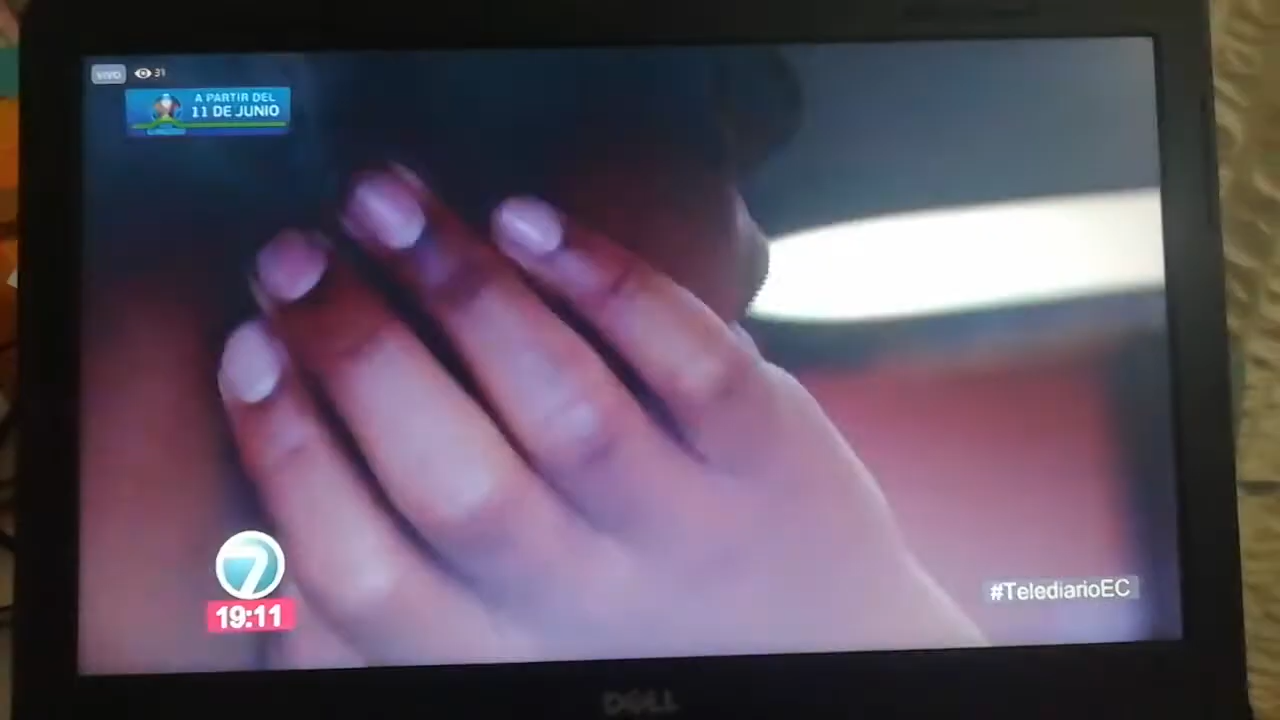 VIVO 31
A PARTIR DEL
11 DE JUNIO
7
19:11
#TelediarioEC
DELL